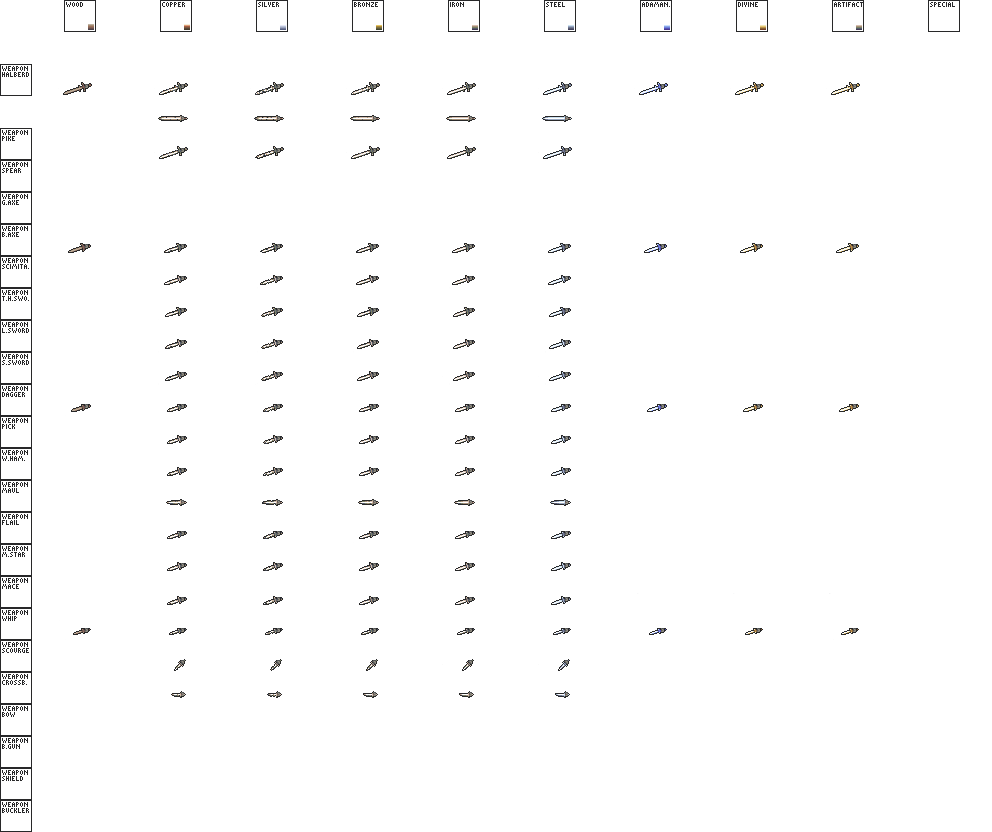 WOOD COPPER SILVER BRONZE IRON STEEL ADAMAN. DIVINE ARTIFACT SPECIAL
WEAPON
HALBERD
WEAPON
PIKE
WEAPON
SPEAR
WEAPON
G.AXE
WEAPON
B.AXE
WEAPON
SCIMITA.
WEAPON
T.H.SWO.
WEAPON
L.SWORD
WEAPON
S.SWORD
WEAPON
DAGGER
WEAPON
PICK
WEAPON
W.HAM.
WEAPON
MAUL
WEAPON
FLAIL
WEAPON
M.STAR
WEAPON
MACE
WEAPON
WHIP
WEAPON
SCOURGE
WEAPON
CROSSB.
WEAPON
BOW
WEAPON
B.GUN
WEAPON
SHIELD
WEAPON
BUCKLER